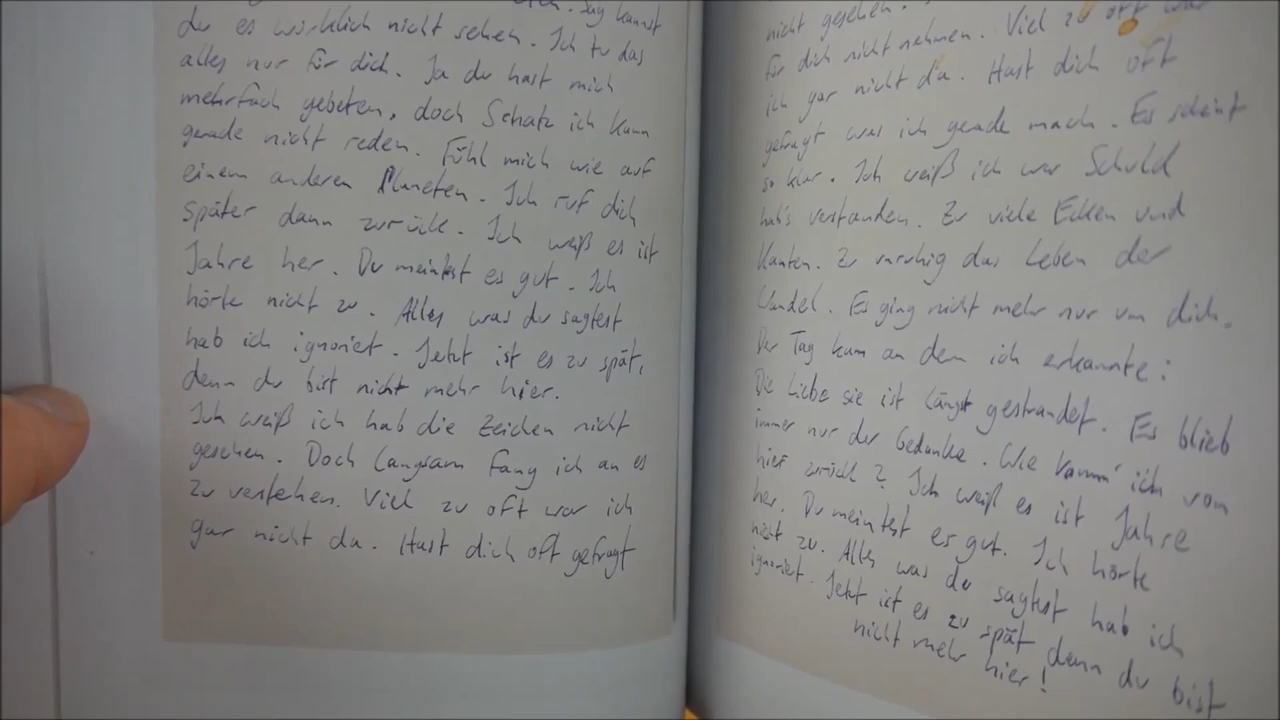 Sag kannst
du es wirklich nicht sehen. Ich tu das
alles nur für dich. Ja du hast mich
mehrfach gebeten, doch Schatz ich kann
gerade nicht reden. Fühl mich wie auf
einem anderen Planeten. Ich ruf dich
später dann zurück. Ich weiß es ist
Jahre her. Du meintest es gut. Ich
hörte nicht zu. Alles was du sagtest
hab ich ignoriet. Jetzt ist es zu spät,
denn du bist nicht mehr hier.
Ich weiß ich hab die Zeichen nicht
gesehen. Doch langsam fang ich an es
zu verstehen. Viel zu oft war ich
gar nicht da. Hast dich oft gefragt
nicht gesehen.
für dich nicht nehmen. Viel zu oft war
ich gar nicht da. Hast dich oft
gefragt was ich gerade mach. Es scheint
so klar. Ich weiß ich war Schuld
hab's verstanden. Zu viele Ecken und
Kanten. Zu unruhig das Leben der
Wandel. Es ging nicht mehr nur um dich.
Der Tag kam an dem ich erkannte:
Die Liebe sie ist längst gestrandet. Es blieb
immer nur der Gedanke. Wie komm' ich von
hier zurück? Ich weiß es ist Jahre
her. Du meintest es gut. Ich hörte
nicht zu. Alles was du sagtest hab ich
ignoriet. Jetzt ist es zu spät denn du bist
nicht mehr hier!